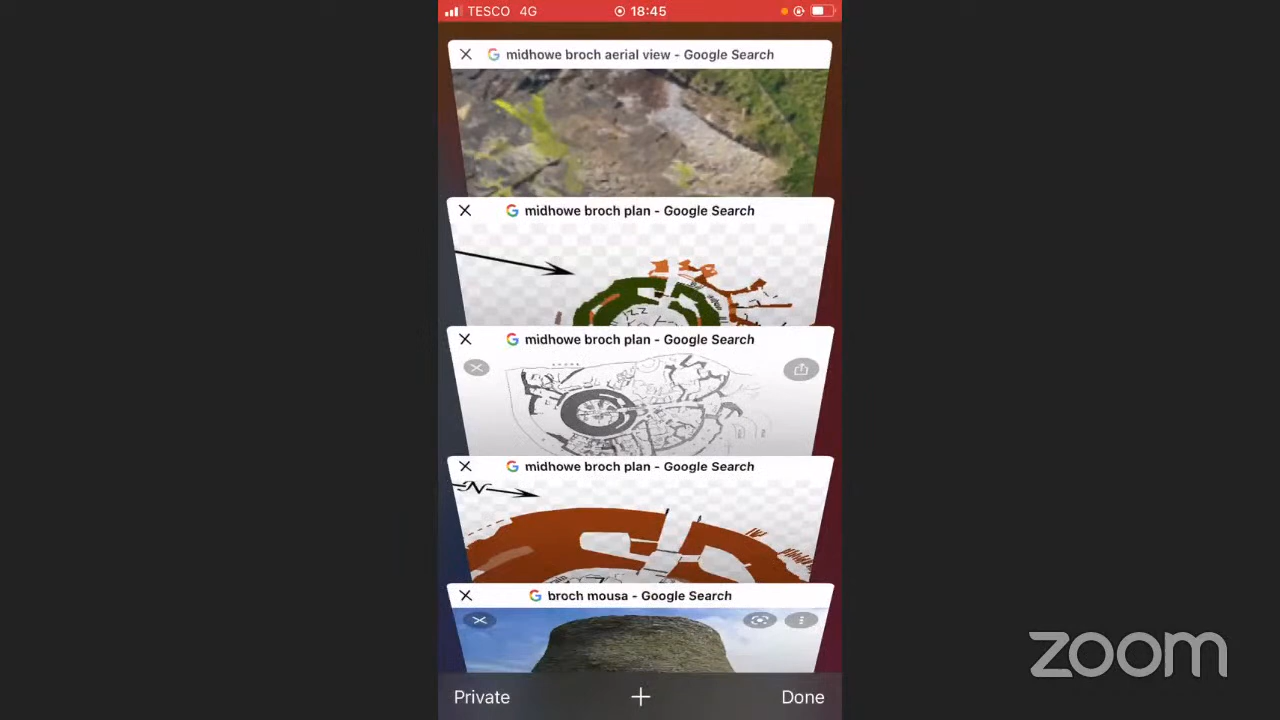 TESCO 4G 18:45
midhowe broch aerial view - Google Search
midhowe broch plan - Google Search
midhowe broch plan - Google Search
midhowe broch plan - Google Search
N
broch mousa - Google Search
Private Done
zoom